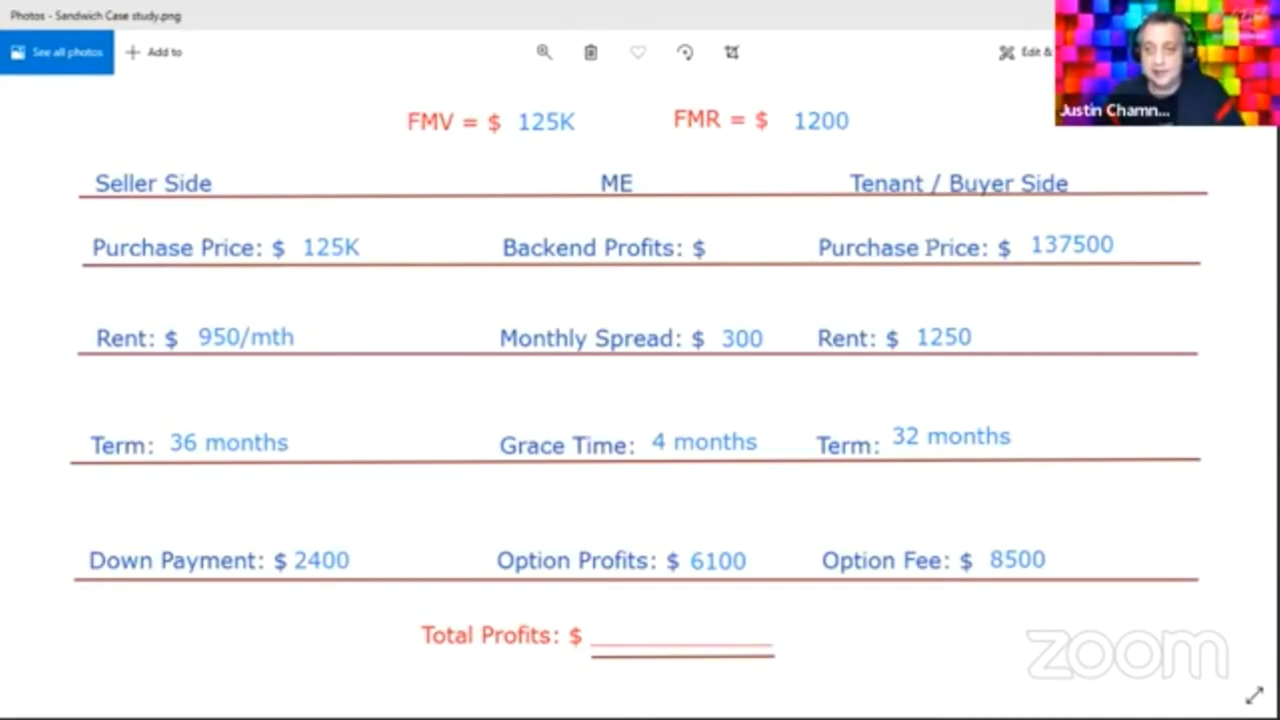 Photos - Sandwich Case study.png
See all photos
Add to
Edit &
Justin Chamn...
FMV = $ 125K FMR = $ 1200
Seller Side ME Tenant / Buyer Side
Purchase Price: $ 125K Backend Profits: $ Purchase Price: $ 137500
Rent: $ 950/mth Monthly Spread: $ 300 Rent: $ 1250
Term: 36 months Grace Time: 4 months Term: 32 months
Down Payment: $ 2400 Option Profits: $ 6100 Option Fee: $ 8500
Total Profits: $
zoom